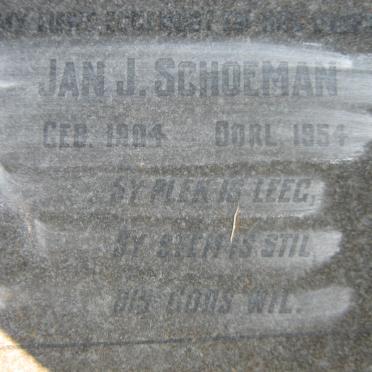 JAN J. SCHOEMAN
GEB. 1904 OORL. 1954
SY PLEK IS LEEG,
SY STEM IS STIL,
DIS GODS WIL.